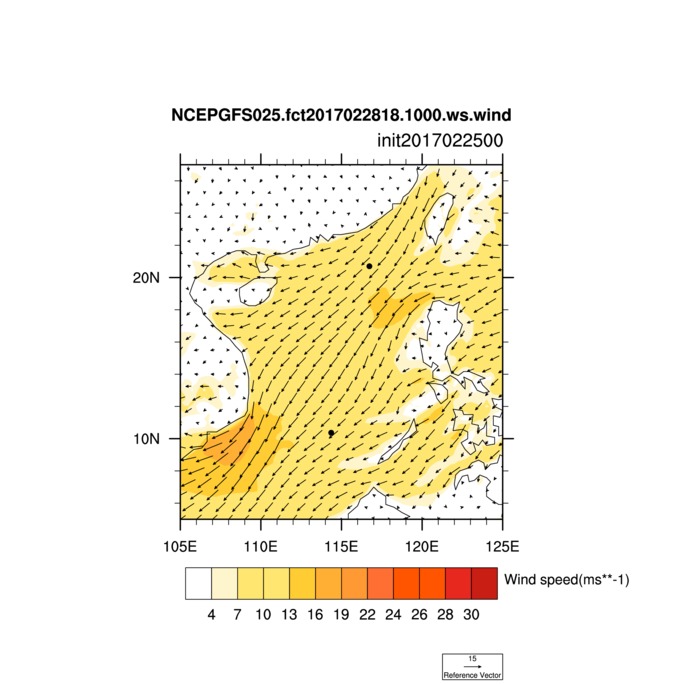 NCEPGFS025.fct2017022818.1000.ws.wind
init2017022500
20N
10N
105E 110E 115E 120E 125E
Wind speed(ms**-1)
4 7 10 13 16 19 22 24 26 28 30
15
Reference Vector